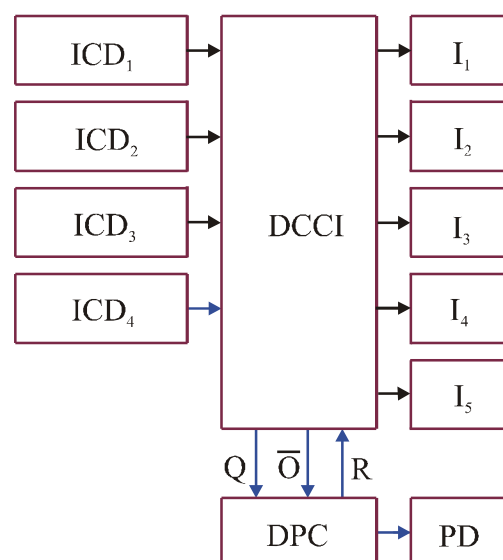 ICD₁ I₁
ICD₂ I₂
ICD₃ DCCI I₃
ICD₄ I₄
I₅
Q O̅ R
DPC PD